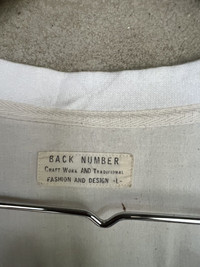 BACK NUMBER
CRAFT WORK AND TRADITIONAL
FASHION AND DESIGN -L-